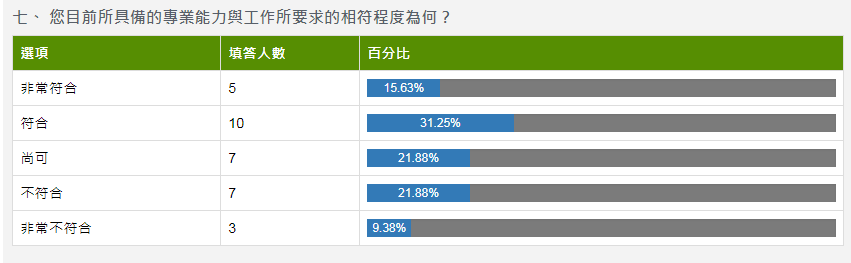 七、 您目前所具備的專業能力與工作所要求的相符程度為何？
選項 填答人數 百分比
非常符合 5 15.63%
符合 10 31.25%
尚可 7 21.88%
不符合 7 21.88%
非常不符合 3 9.38%